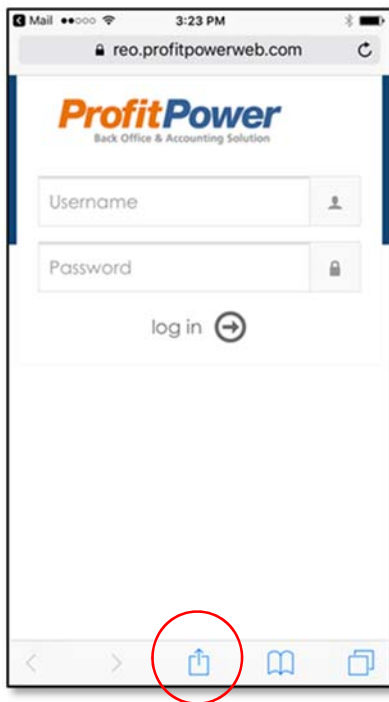 Mail 3:23 PM
reo.profitpowerweb.com
ProfitPower
Back Office & Accounting Solution
Username
Password
log in